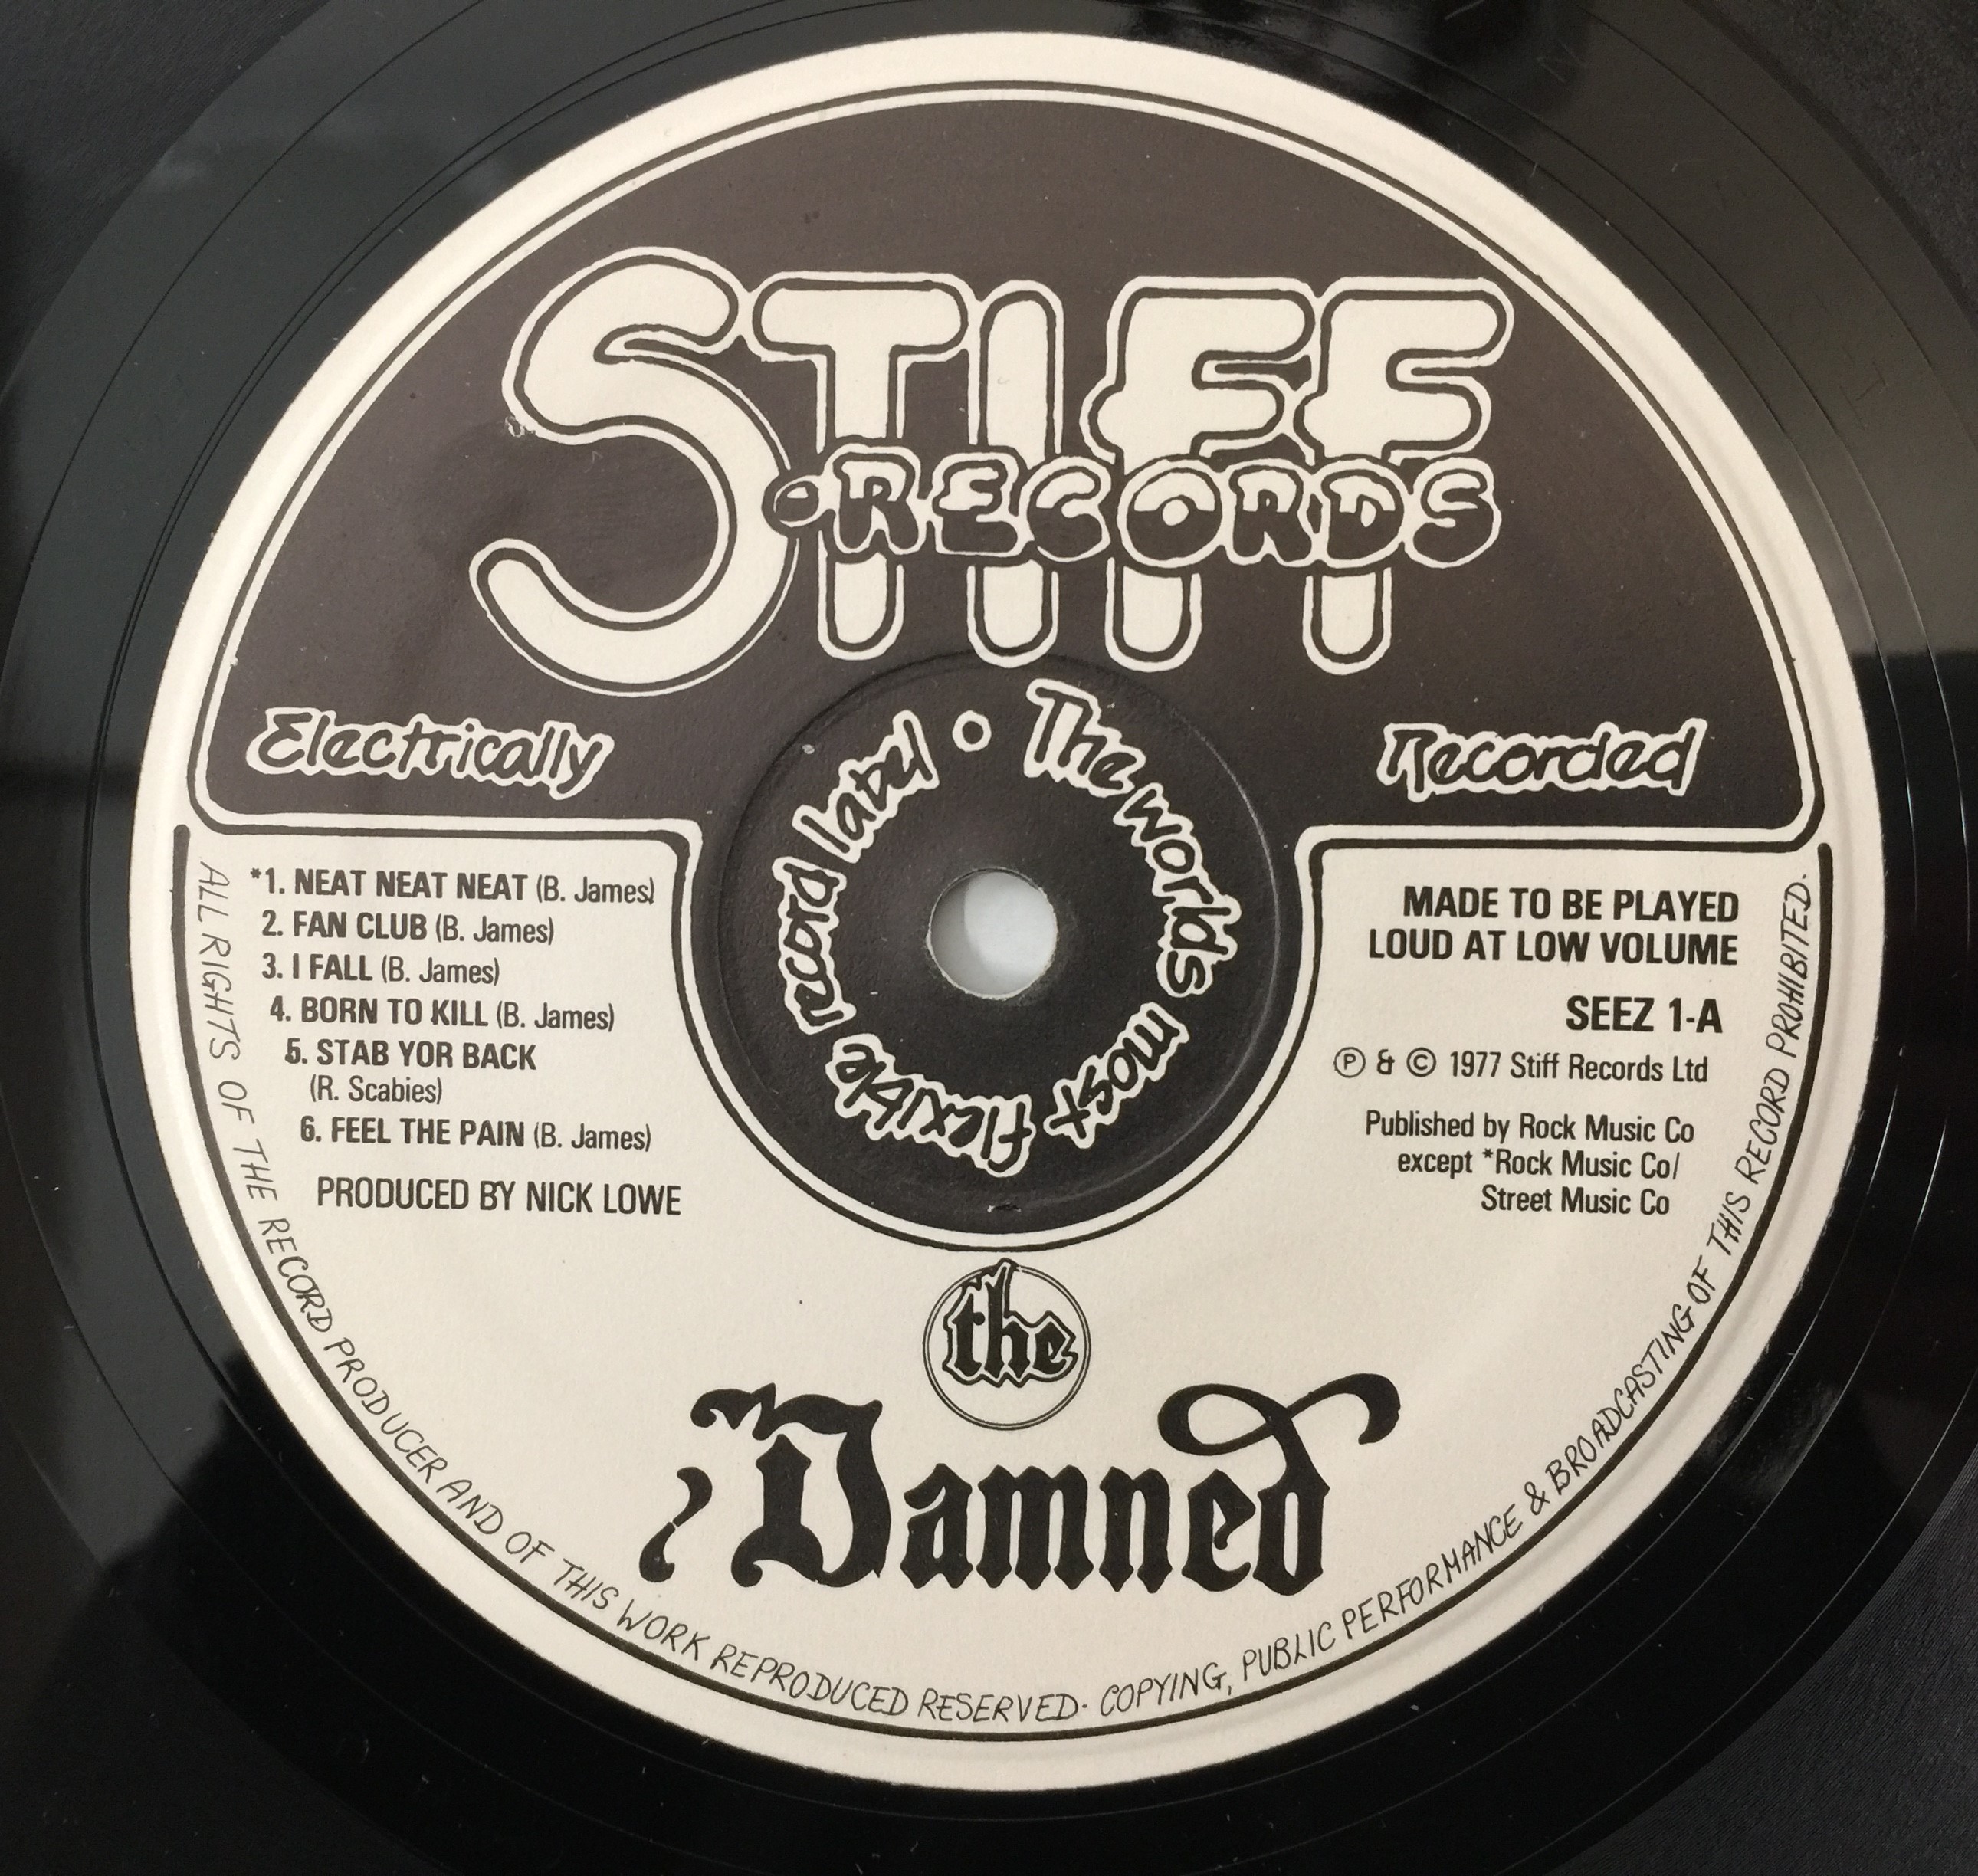 STIFF
•RECORDS
Electrically
Recorded
The worlds most flexible record label •
*1. NEAT NEAT NEAT (B. James)
2. FAN CLUB (B. James)
3. I FALL (B. James)
4. BORN TO KILL (B. James)
5. STAB YOR BACK
(R. Scabies)
6. FEEL THE PAIN (B. James)
PRODUCED BY NICK LOWE
MADE TO BE PLAYED
LOUD AT LOW VOLUME
SEEZ 1-A
Ⓟ & © 1977 Stiff Records Ltd
Published by Rock Music Co
except *Rock Music Co/
Street Music Co
the
Damned
ALL RIGHTS OF THE RECORD PRODUCER AND OF THIS WORK REPRODUCED RESERVED· COPYING, PUBLIC PERFORMANCE & BROADCASTING OF THIS RECORD PROHIBITED.